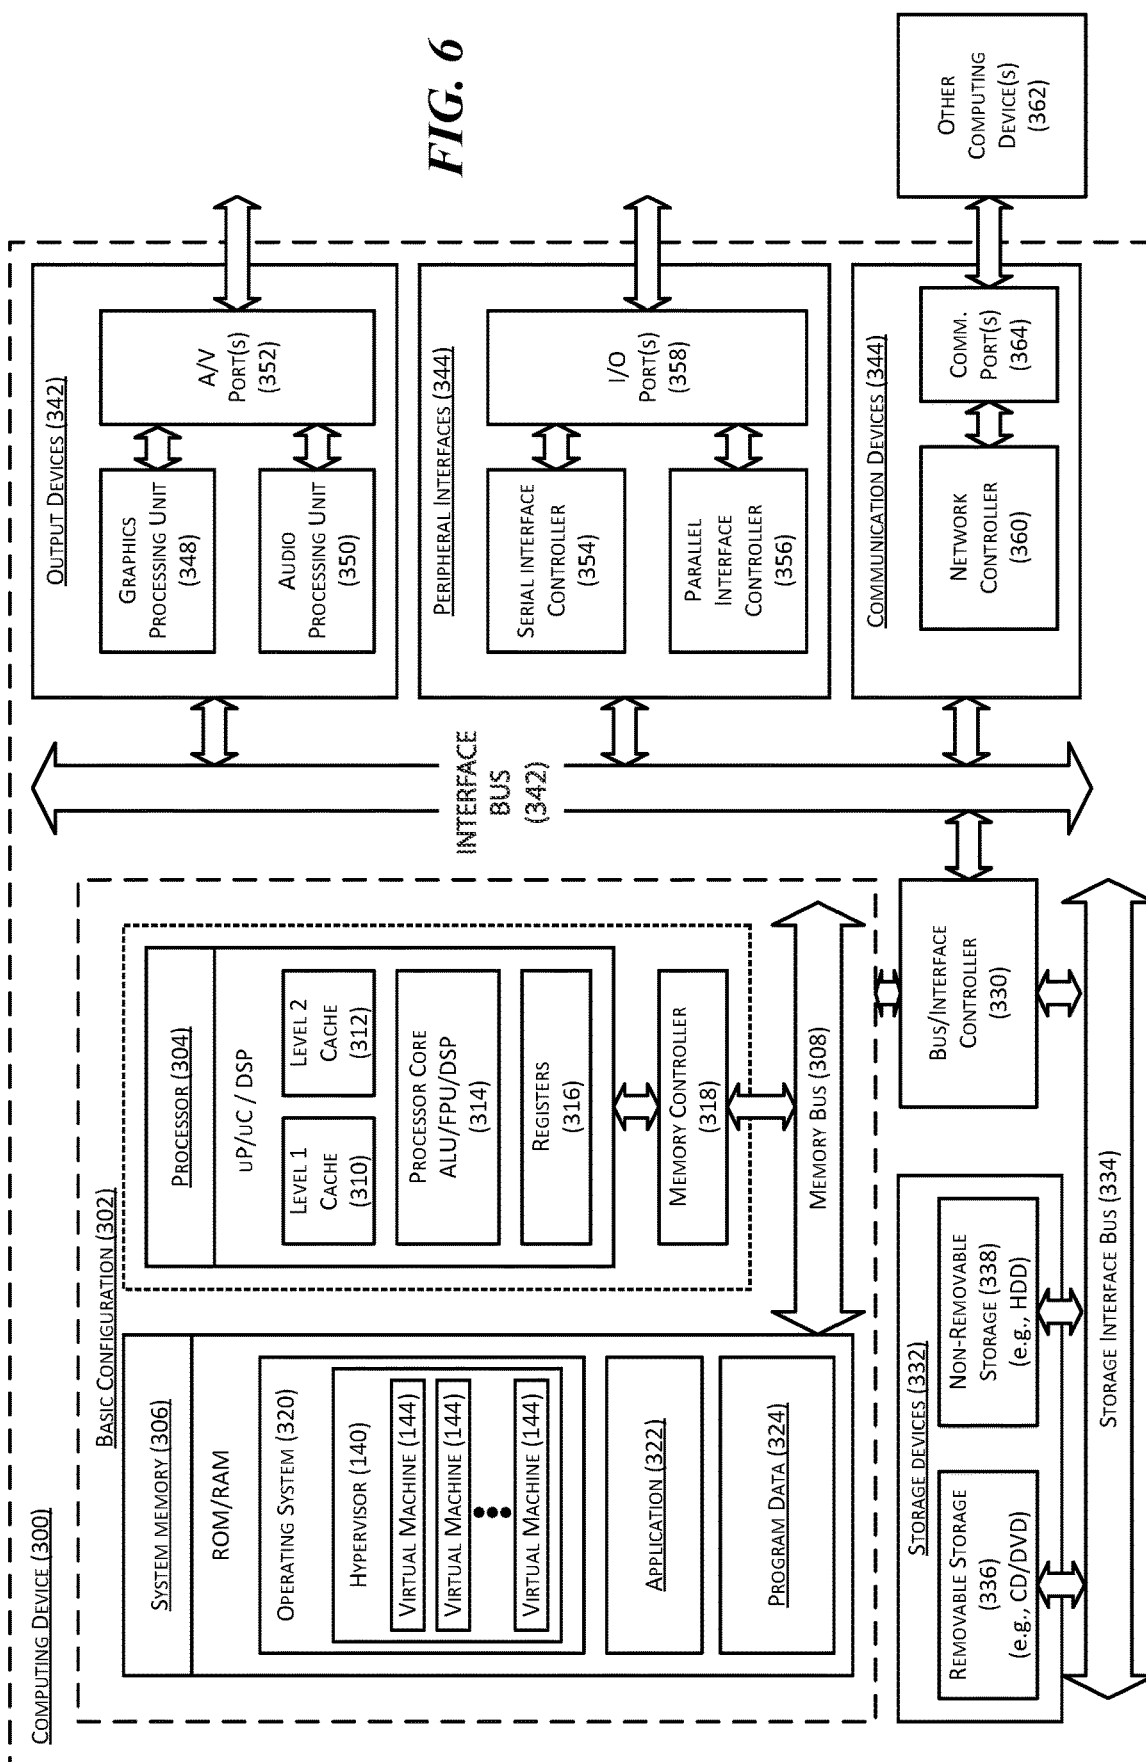 COMPUTING DEVICE (300)
BASIC CONFIGURATION (302)
SYSTEM MEMORY (306)
ROM/RAM
OPERATING SYSTEM (320)
HYPERVISOR (140)
VIRTUAL MACHINE (144)
VIRTUAL MACHINE (144)
•••
VIRTUAL MACHINE (144)
APPLICATION (322)
PROGRAM DATA (324)
PROCESSOR (304)
uP/uC / DSP
LEVEL 1
CACHE
(310)
LEVEL 2
CACHE
(312)
PROCESSOR CORE
ALU/FPU/DSP
(314)
REGISTERS
(316)
MEMORY CONTROLLER
(318)
MEMORY BUS (308)
BUS/INTERFACE
CONTROLLER
(330)
STORAGE DEVICES (332)
REMOVABLE STORAGE
(336)
(e.g., CD/DVD)
NON-REMOVABLE
STORAGE (338)
(e.g., HDD)
STORAGE INTERFACE BUS (334)
INTERFACE
BUS
(342)
OUTPUT DEVICES (342)
GRAPHICS
PROCESSING UNIT
(348)
AUDIO
PROCESSING UNIT
(350)
A/V
PORT(S)
(352)
PERIPHERAL INTERFACES (344)
SERIAL INTERFACE
CONTROLLER
(354)
PARALLEL
INTERFACE
CONTROLLER
(356)
I/O
PORT(S)
(358)
COMMUNICATION DEVICES (344)
NETWORK
CONTROLLER
(360)
COMM.
PORT(S)
(364)
OTHER
COMPUTING
DEVICE(S)
(362)
FIG. 6